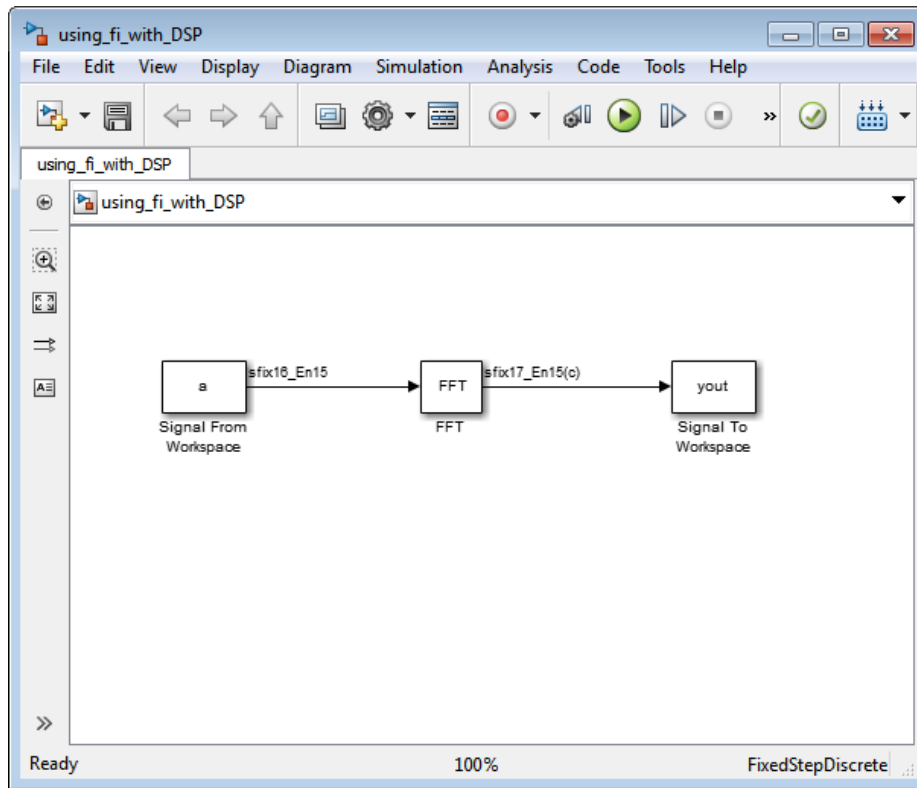 using_fi_with_DSP
File Edit View Display Diagram Simulation Analysis Code Tools Help
using_fi_with_DSP
using_fi_with_DSP
a
sfix16_En15
FFT
sfix17_En15(c)
yout
Signal From
Workspace
FFT
Signal To
Workspace
Ready 100% FixedStepDiscrete